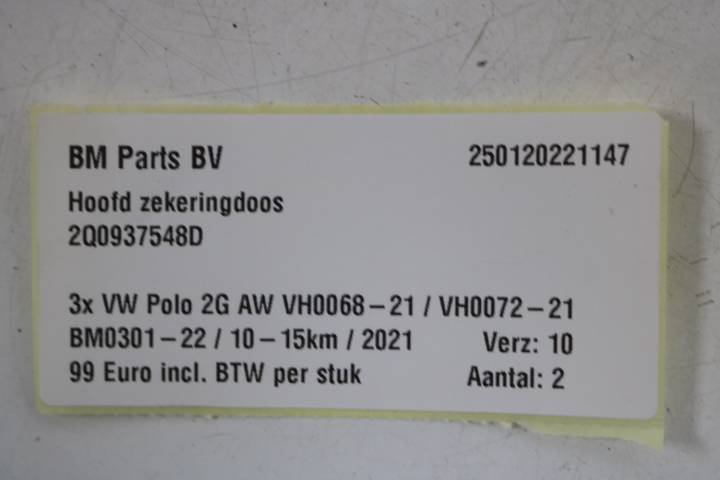 BM Parts BV 250120221147
Hoofd zekeringdoos
2Q0937548D
3x VW Polo 2G AW VH0068-21 / VH0072-21
BM0301-22 / 10-15km / 2021 Verz: 10
99 Euro incl. BTW per stuk Aantal: 2